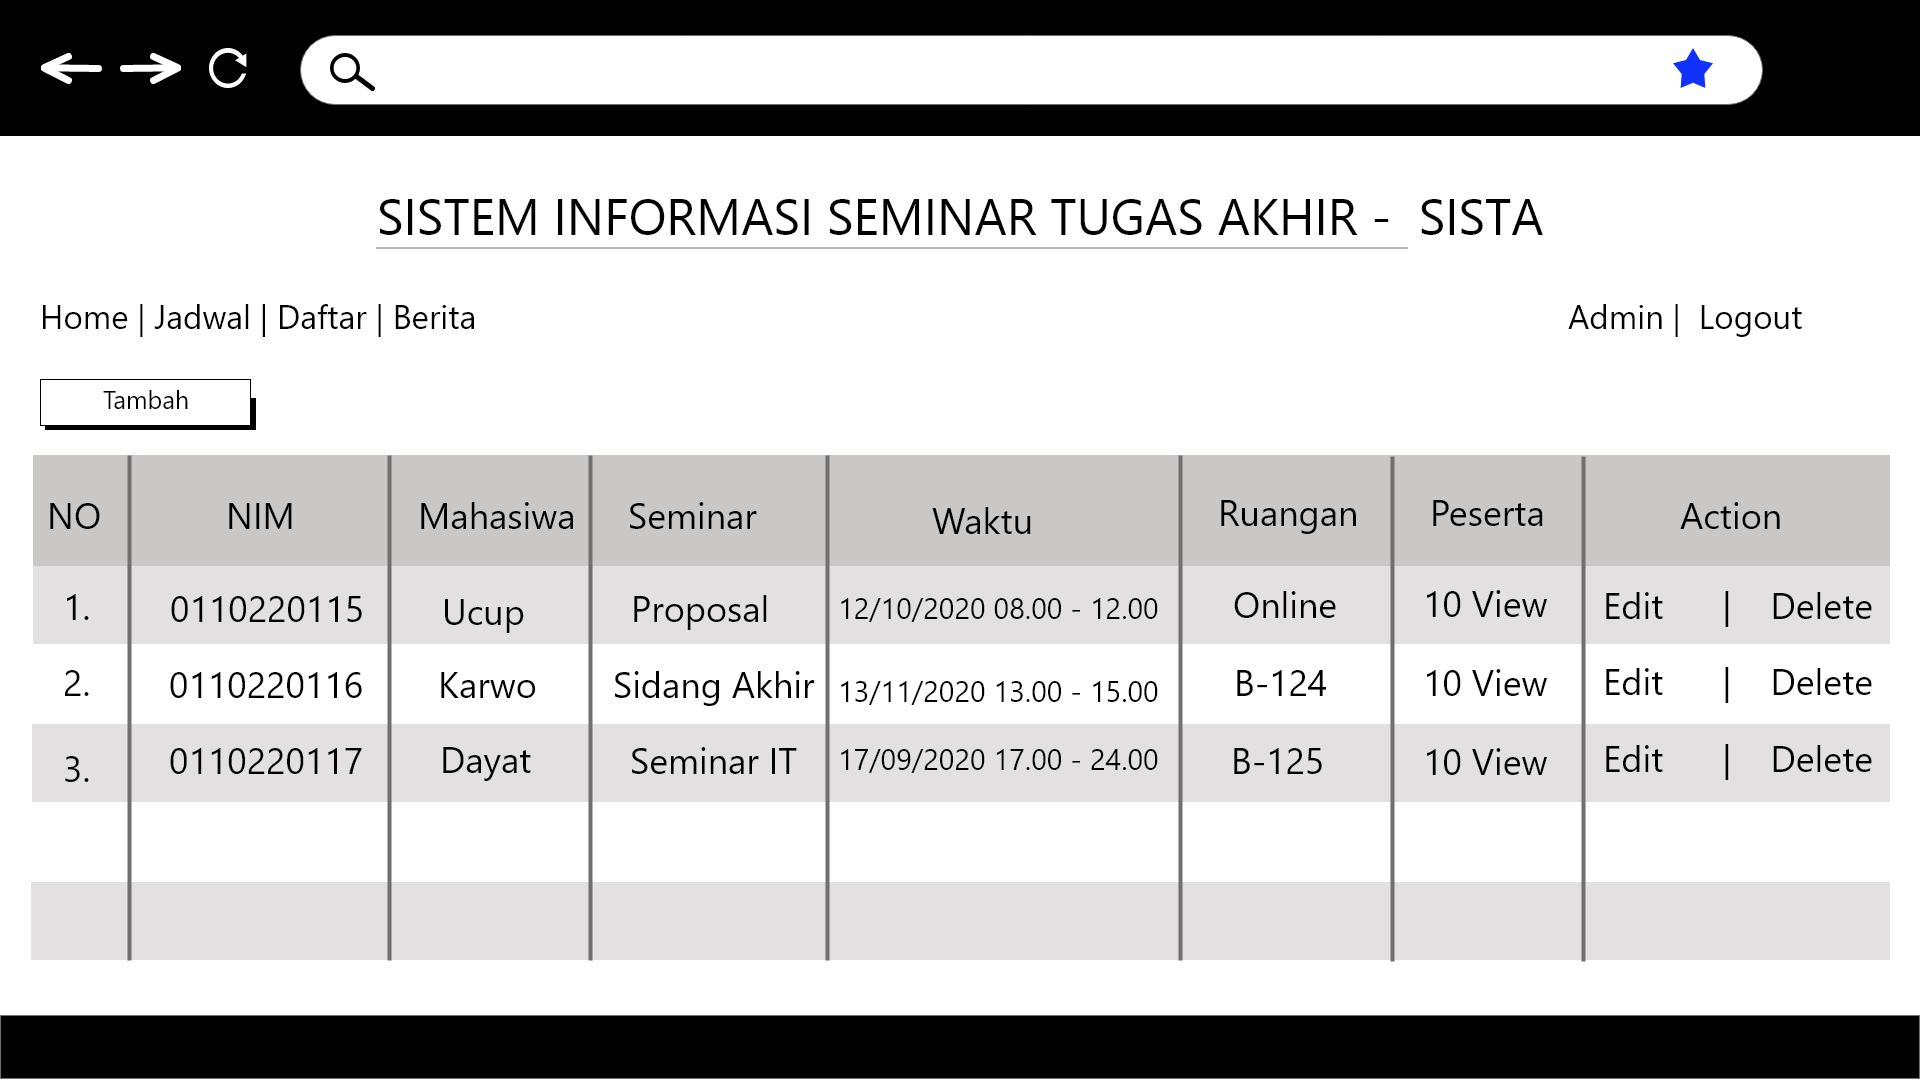 SISTEM INFORMASI SEMINAR TUGAS AKHIR - SISTA
Home | Jadwal | Daftar | Berita
Admin | Logout
Tambah
NO NIM Mahasiwa Seminar Waktu Ruangan Peserta Action
1. 0110220115 Ucup Proposal 12/10/2020 08.00 - 12.00 Online 10 View Edit | Delete
2. 0110220116 Karwo Sidang Akhir 13/11/2020 13.00 - 15.00 B-124 10 View Edit | Delete
3. 0110220117 Dayat Seminar IT 17/09/2020 17.00 - 24.00 B-125 10 View Edit | Delete